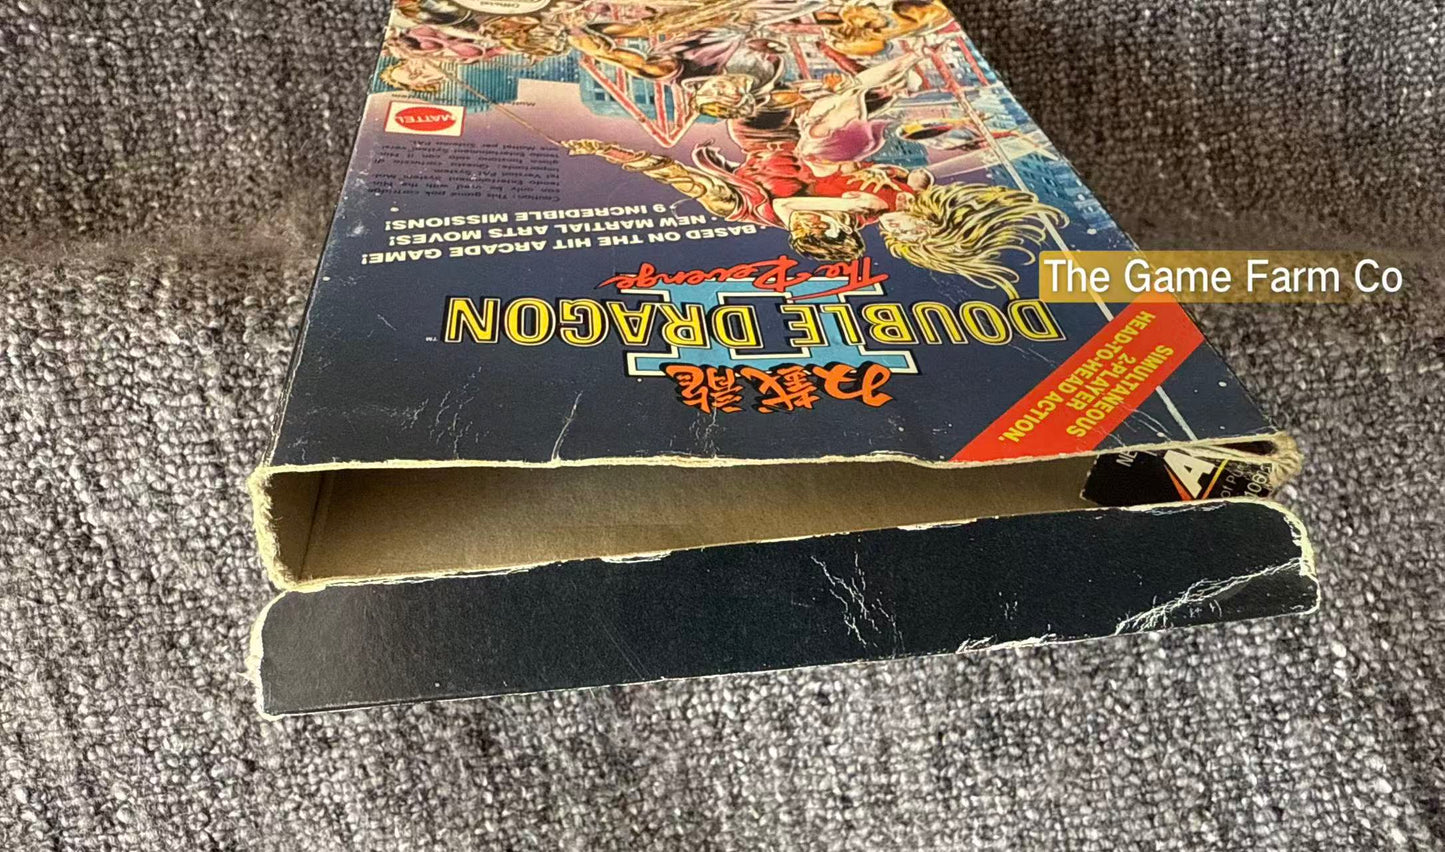 双截龍
DOUBLE DRAGON™
II
The Revenge
• BASED ON THE HIT ARCADE GAME!
• NEW MARTIAL ARTS MOVES!
• 9 INCREDIBLE MISSIONS!
SIMULTANEOUS
2-PLAYER
HEAD-TO-HEAD ACTION.
MATTEL
The Game Farm Co